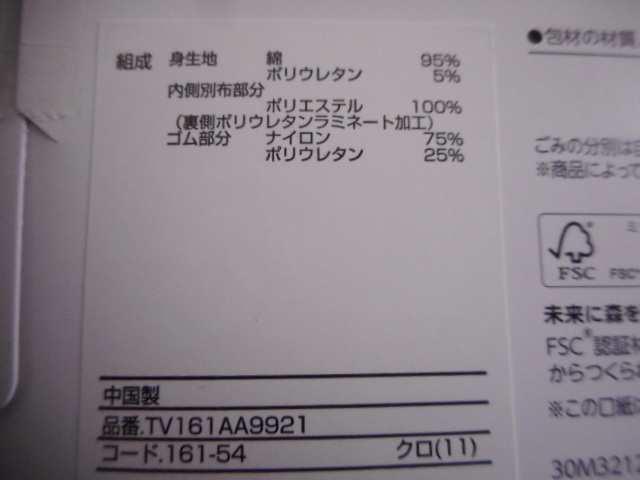 組成 身生地 綿 95%
ポリウレタン 5%
内側別布部分
ポリエステル 100%
(裏側ポリウレタンラミネート加工)
ゴム部分 ナイロン 75%
ポリウレタン 25%
中国製
品番.TV161AA9921
コード.161-54 クロ(11)
●包材の材質
ごみの分別は
※商品によって
ミ
FSC FSC
未来に森を
FSC®認証
からつくられ
※この口紙
30M3212